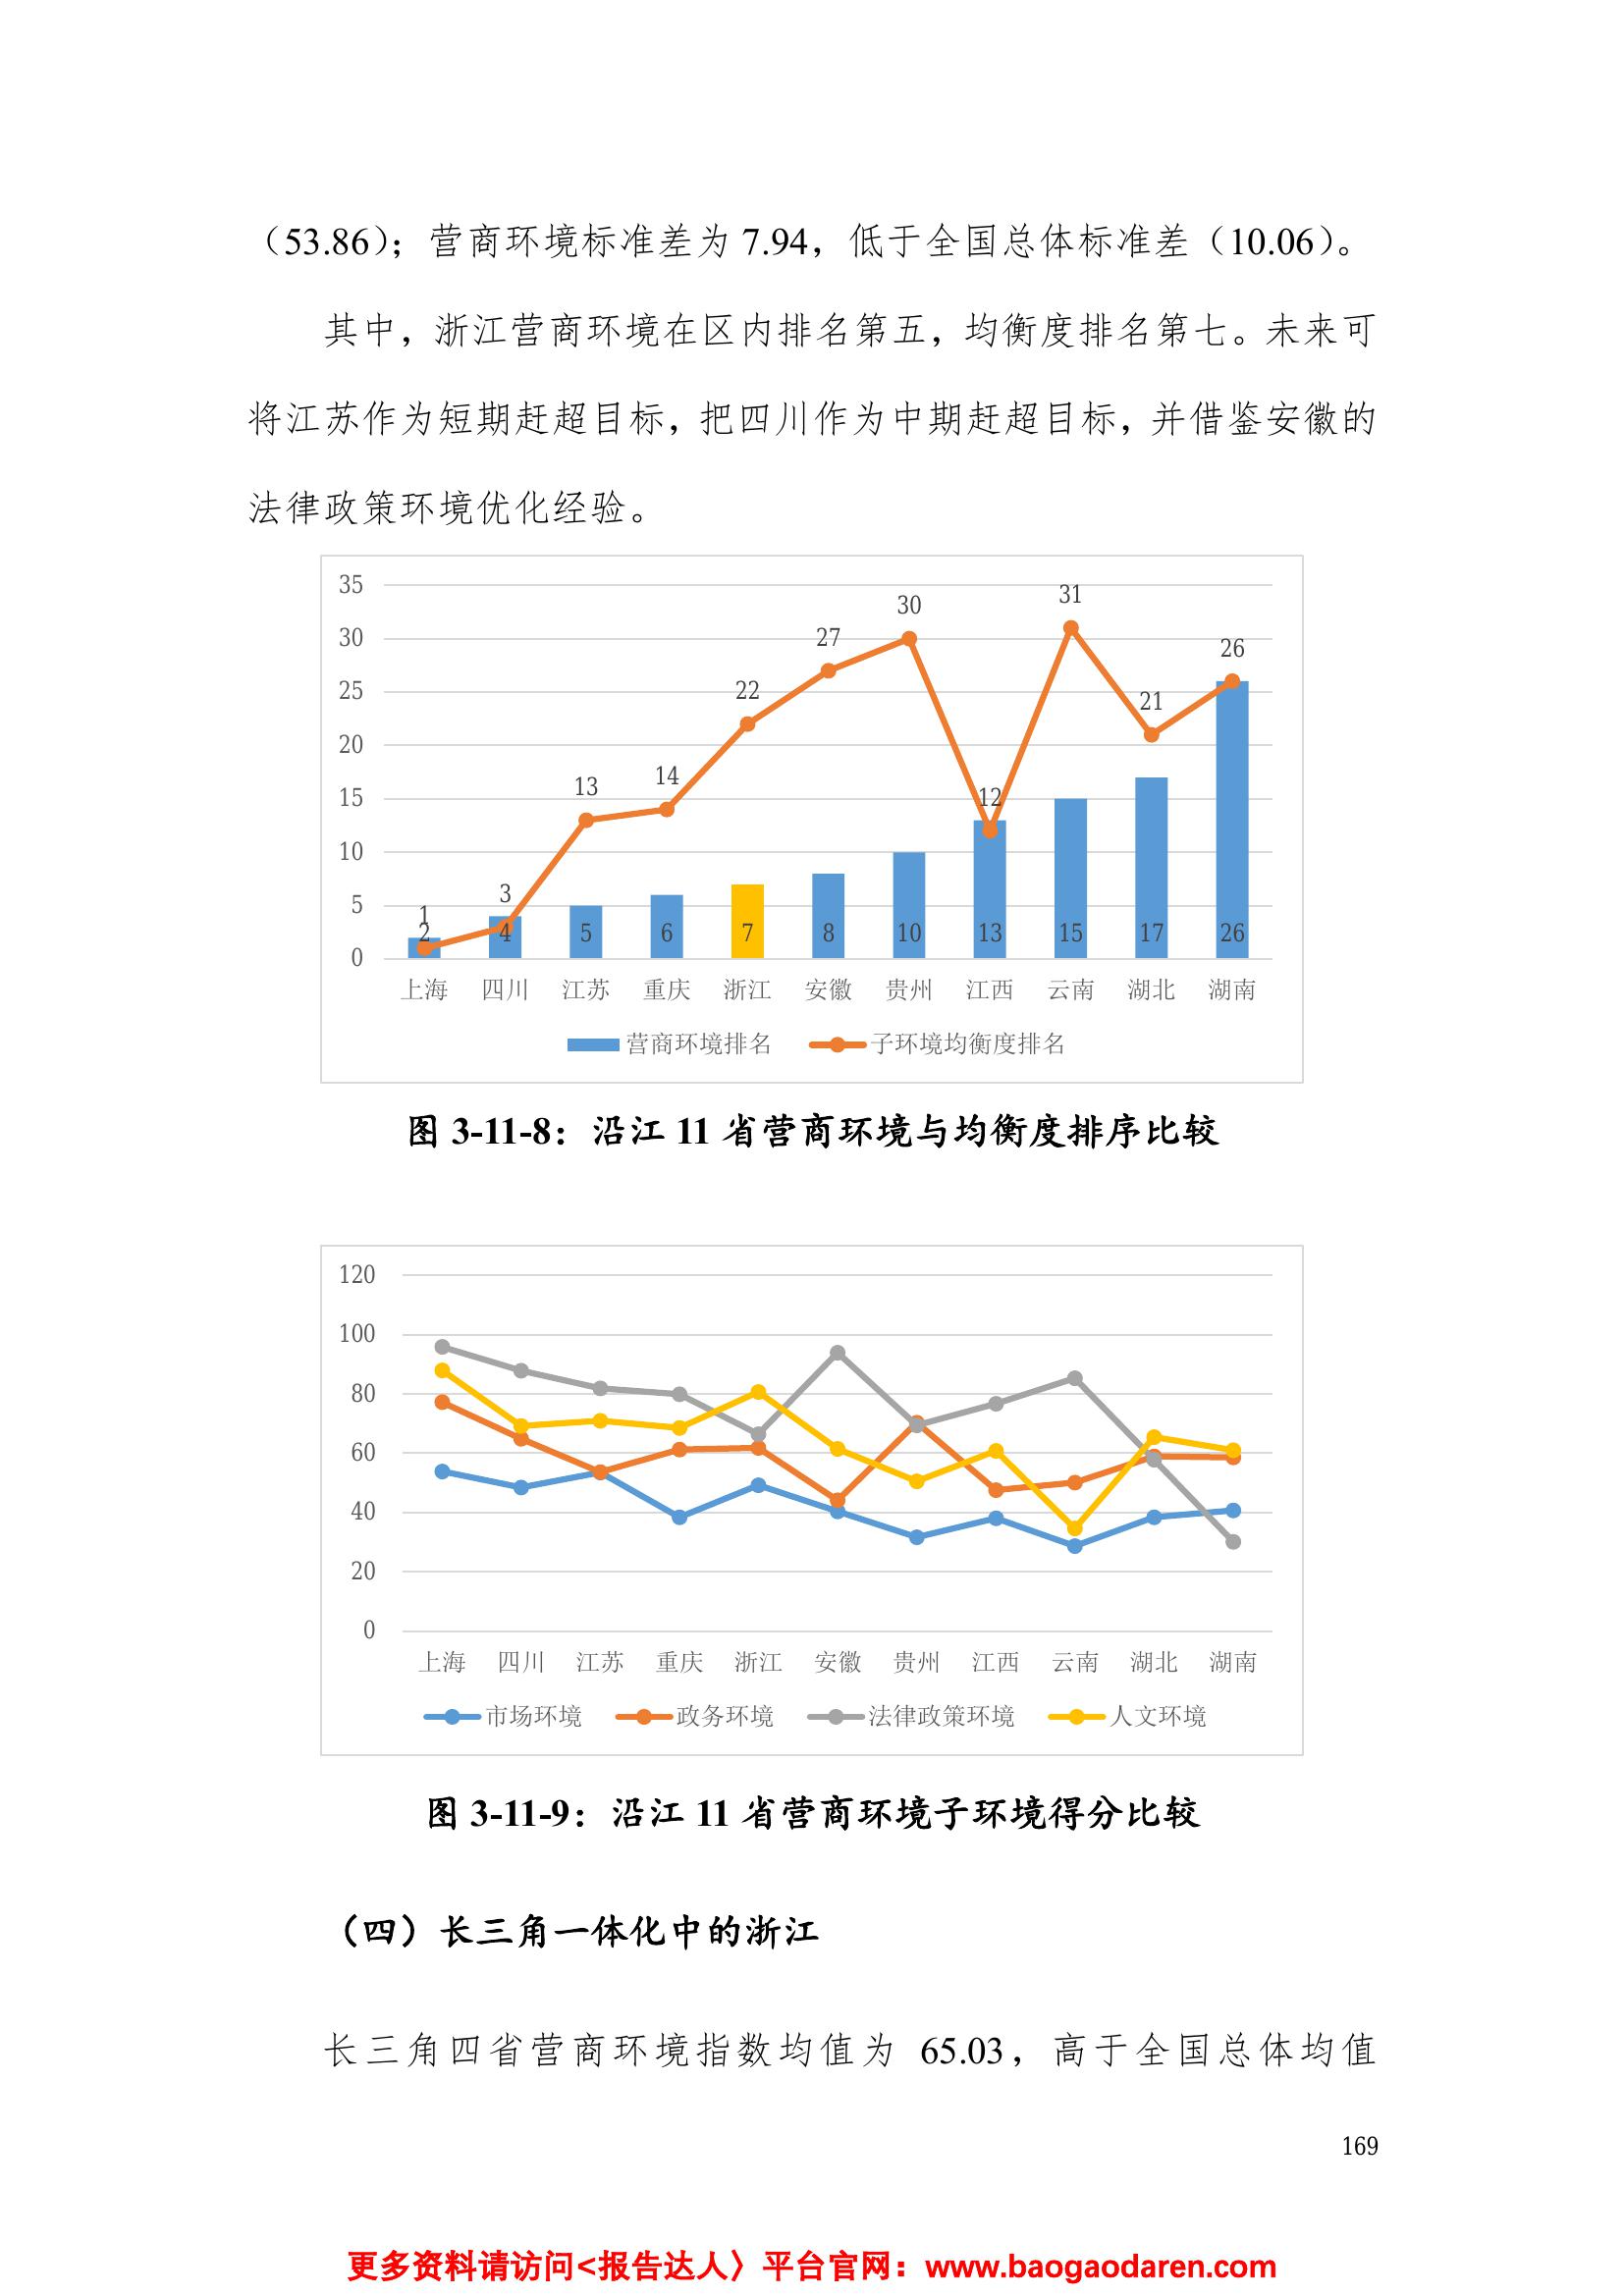 （53.86）；营商环境标准差为 7.94，低于全国总体标准差（10.06）。
其中，浙江营商环境在区内排名第五，均衡度排名第七。未来可
将江苏作为短期赶超目标，把四川作为中期赶超目标，并借鉴安徽的
法律政策环境优化经验。
35
30
25
20
15
10
5
0
1 3 13 14 22 27 30 12 31 21 26
2 4 5 6 7 8 10 13 15 17 26
上海 四川 江苏 重庆 浙江 安徽 贵州 江西 云南 湖北 湖南
营商环境排名 子环境均衡度排名
图 3-11-8：沿江 11 省营商环境与均衡度排序比较
120
100
80
60
40
20
0
上海 四川 江苏 重庆 浙江 安徽 贵州 江西 云南 湖北 湖南
市场环境 政务环境 法律政策环境 人文环境
图 3-11-9：沿江 11 省营商环境子环境得分比较
（四）长三角一体化中的浙江
长三角四省营商环境指数均值为 65.03，高于全国总体均值
169
更多资料请访问<报告达人〉平台官网：www.baogaodaren.com